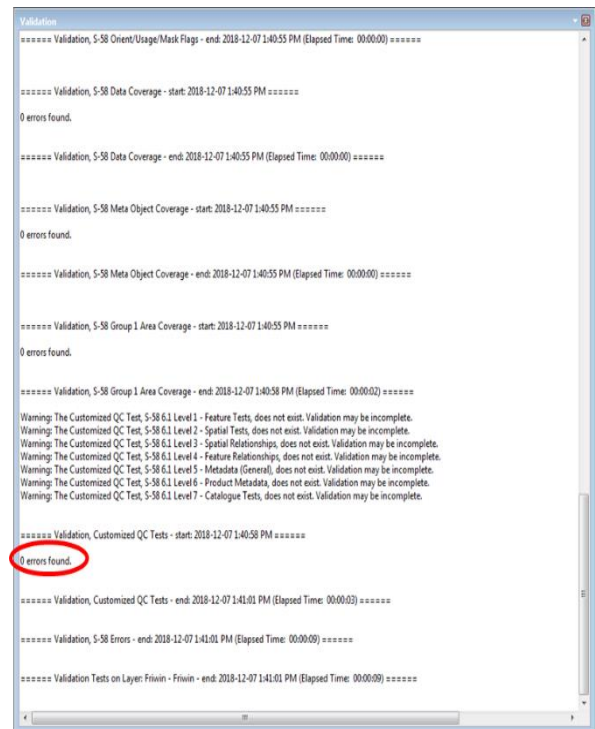 Validation
====== Validation, S-58 Orient/Usage/Mask Flags - end: 2018-12-07 1:40:55 PM (Elapsed Time: 00:00:00) ======
====== Validation, S-58 Data Coverage - start: 2018-12-07 1:40:55 PM ======
0 errors found.
====== Validation, S-58 Data Coverage - end: 2018-12-07 1:40:55 PM (Elapsed Time: 00:00:00) ======
====== Validation, S-58 Meta Object Coverage - start: 2018-12-07 1:40:55 PM ======
0 errors found.
====== Validation, S-58 Meta Object Coverage - end: 2018-12-07 1:40:55 PM (Elapsed Time: 00:00:00) ======
====== Validation, S-58 Group 1 Area Coverage - start: 2018-12-07 1:40:55 PM ======
0 errors found.
====== Validation, S-58 Group 1 Area Coverage - end: 2018-12-07 1:40:58 PM (Elapsed Time: 00:00:02) ======
Warning: The Customized QC Test, S-58 6.1 Level 1 - Feature Tests, does not exist. Validation may be incomplete.
Warning: The Customized QC Test, S-58 6.1 Level 2 - Spatial Tests, does not exist. Validation may be incomplete.
Warning: The Customized QC Test, S-58 6.1 Level 3 - Spatial Relationships, does not exist. Validation may be incomplete.
Warning: The Customized QC Test, S-58 6.1 Level 4 - Feature Relationships, does not exist. Validation may be incomplete.
Warning: The Customized QC Test, S-58 6.1 Level 5 - Metadata (General), does not exist. Validation may be incomplete.
Warning: The Customized QC Test, S-58 6.1 Level 6 - Product Metadata, does not exist. Validation may be incomplete.
Warning: The Customized QC Test, S-58 6.1 Level 7 - Catalogue Tests, does not exist. Validation may be incomplete.
====== Validation, Customized QC Tests - start: 2018-12-07 1:40:58 PM ======
0 errors found.
====== Validation, Customized QC Tests - end: 2018-12-07 1:41:01 PM (Elapsed Time: 00:00:03) ======
====== Validation, S-58 Errors - end: 2018-12-07 1:41:01 PM (Elapsed Time: 00:00:09) ======
====== Validation Tests on Layer: Friwin - Friwin - end: 2018-12-07 1:41:01 PM (Elapsed Time: 00:00:09) ======